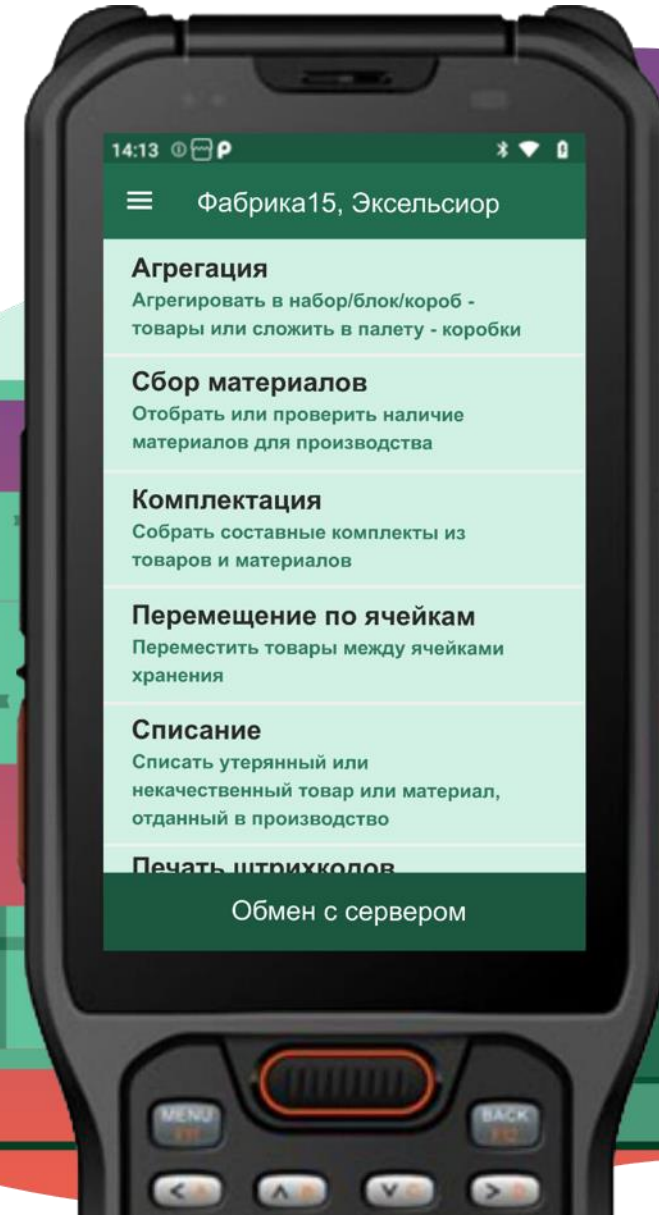 14:13
Фабрика15, Эксельсиор
Агрегация
Агрегировать в набор/блок/короб -
товары или сложить в палету - коробки
Сбор материалов
Отобрать или проверить наличие
материалов для производства
Комплектация
Собрать составные комплекты из
товаров и материалов
Перемещение по ячейкам
Переместить товары между ячейками
хранения
Списание
Списать утерянный или
некачественный товар или материал,
отданный в производство
Печать штрихкодов
Обмен с сервером
MENU
BACK